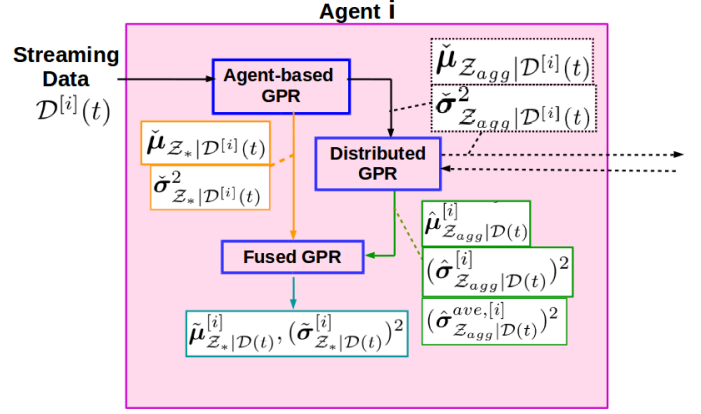 Agent i
Streaming
Data
𝒟^{[i]}(t)
Agent-based
GPR
μ̌_{𝒵_{agg}|𝒟^{[i]}(t)}
σ̌²_{𝒵_{agg}|𝒟^{[i]}(t)}
μ̌_{𝒵_*|𝒟^{[i]}(t)}
σ̌²_{𝒵_*|𝒟^{[i]}(t)}
Distributed
GPR
μ̂^{[i]}_{𝒵_{agg}|𝒟(t)}
(σ̂^{[i]}_{𝒵_{agg}|𝒟(t)})²
(σ̂^{ave,[i]}_{𝒵_{agg}|𝒟(t)})²
Fused GPR
μ̃^{[i]}_{𝒵_*|𝒟(t)}, (σ̃^{[i]}_{𝒵_*|𝒟(t)})²